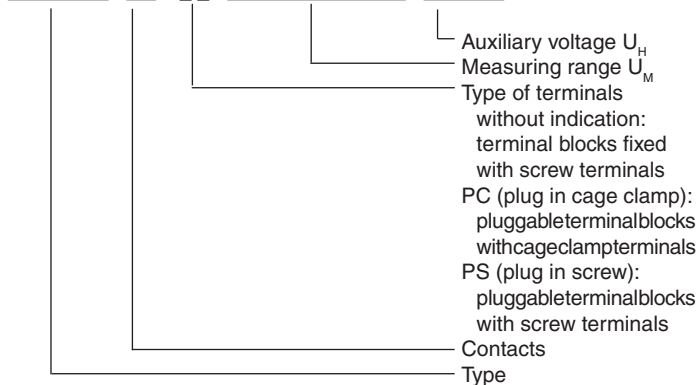 Auxiliary voltage U_H
Measuring range U_M
Type of terminals
without indication:
terminal blocks fixed
with screw terminals
PC (plug in cage clamp):
pluggableterminalblocks
withcageclampterminals
PS (plug in screw):
pluggableterminalblocks
with screw terminals
Contacts
Type